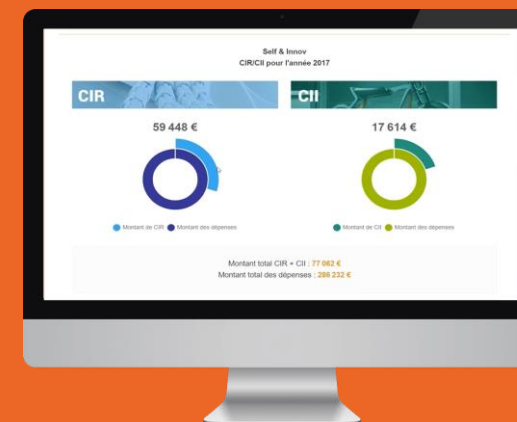 Self & Innov
CIR/CII pour l'année 2017
CIR
CII
59 448 €
17 614 €
Montant de CIR Montant des dépenses
Montant de CII Montant des dépenses
Montant total CIR + CII : 77 062 €
Montant total des dépenses : 286 232 €